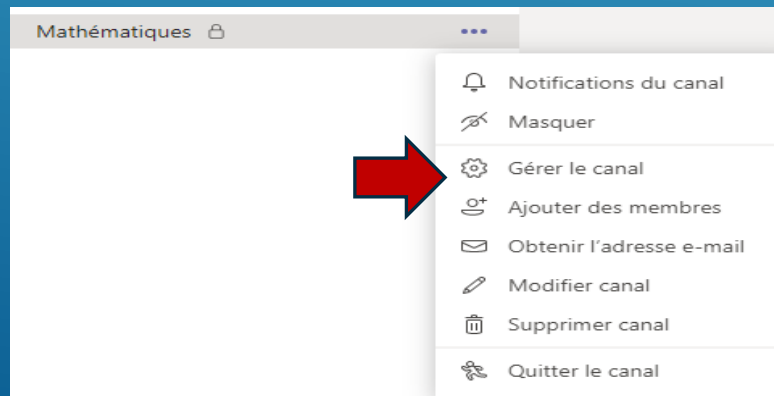 Mathématiques
Notifications du canal
Masquer
Gérer le canal
Ajouter des membres
Obtenir l'adresse e-mail
Modifier canal
Supprimer canal
Quitter le canal